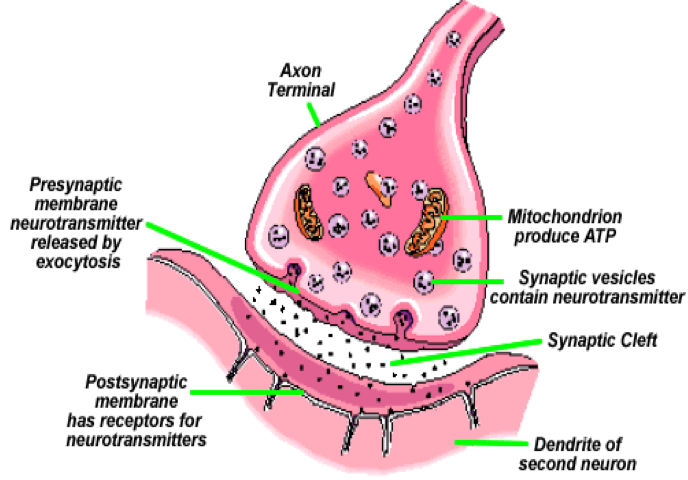 Axon
Terminal
Presynaptic
membrane
neurotransmitter
released by
exocytosis
Mitochondrion
produce ATP
Synaptic vesicles
contain neurotransmitter
Synaptic Cleft
Postsynaptic
membrane
has receptors for
neurotransmitters
Dendrite of
second neuron